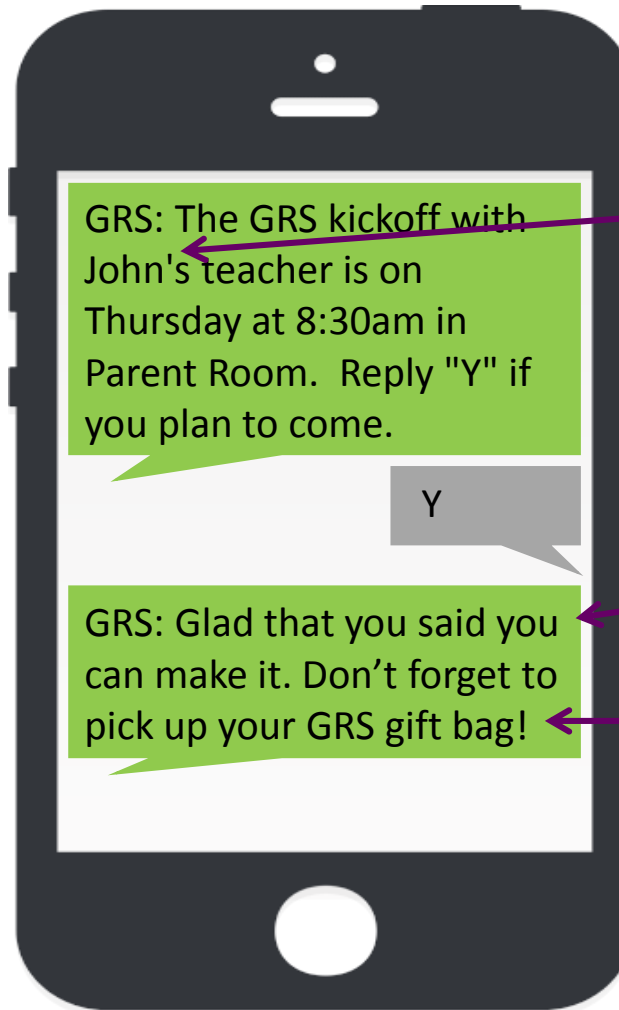 GRS: The GRS kickoff with
John's teacher is on
Thursday at 8:30am in
Parent Room.  Reply "Y" if
you plan to come.
Y
GRS: Glad that you said you
can make it. Don’t forget to
pick up your GRS gift bag!